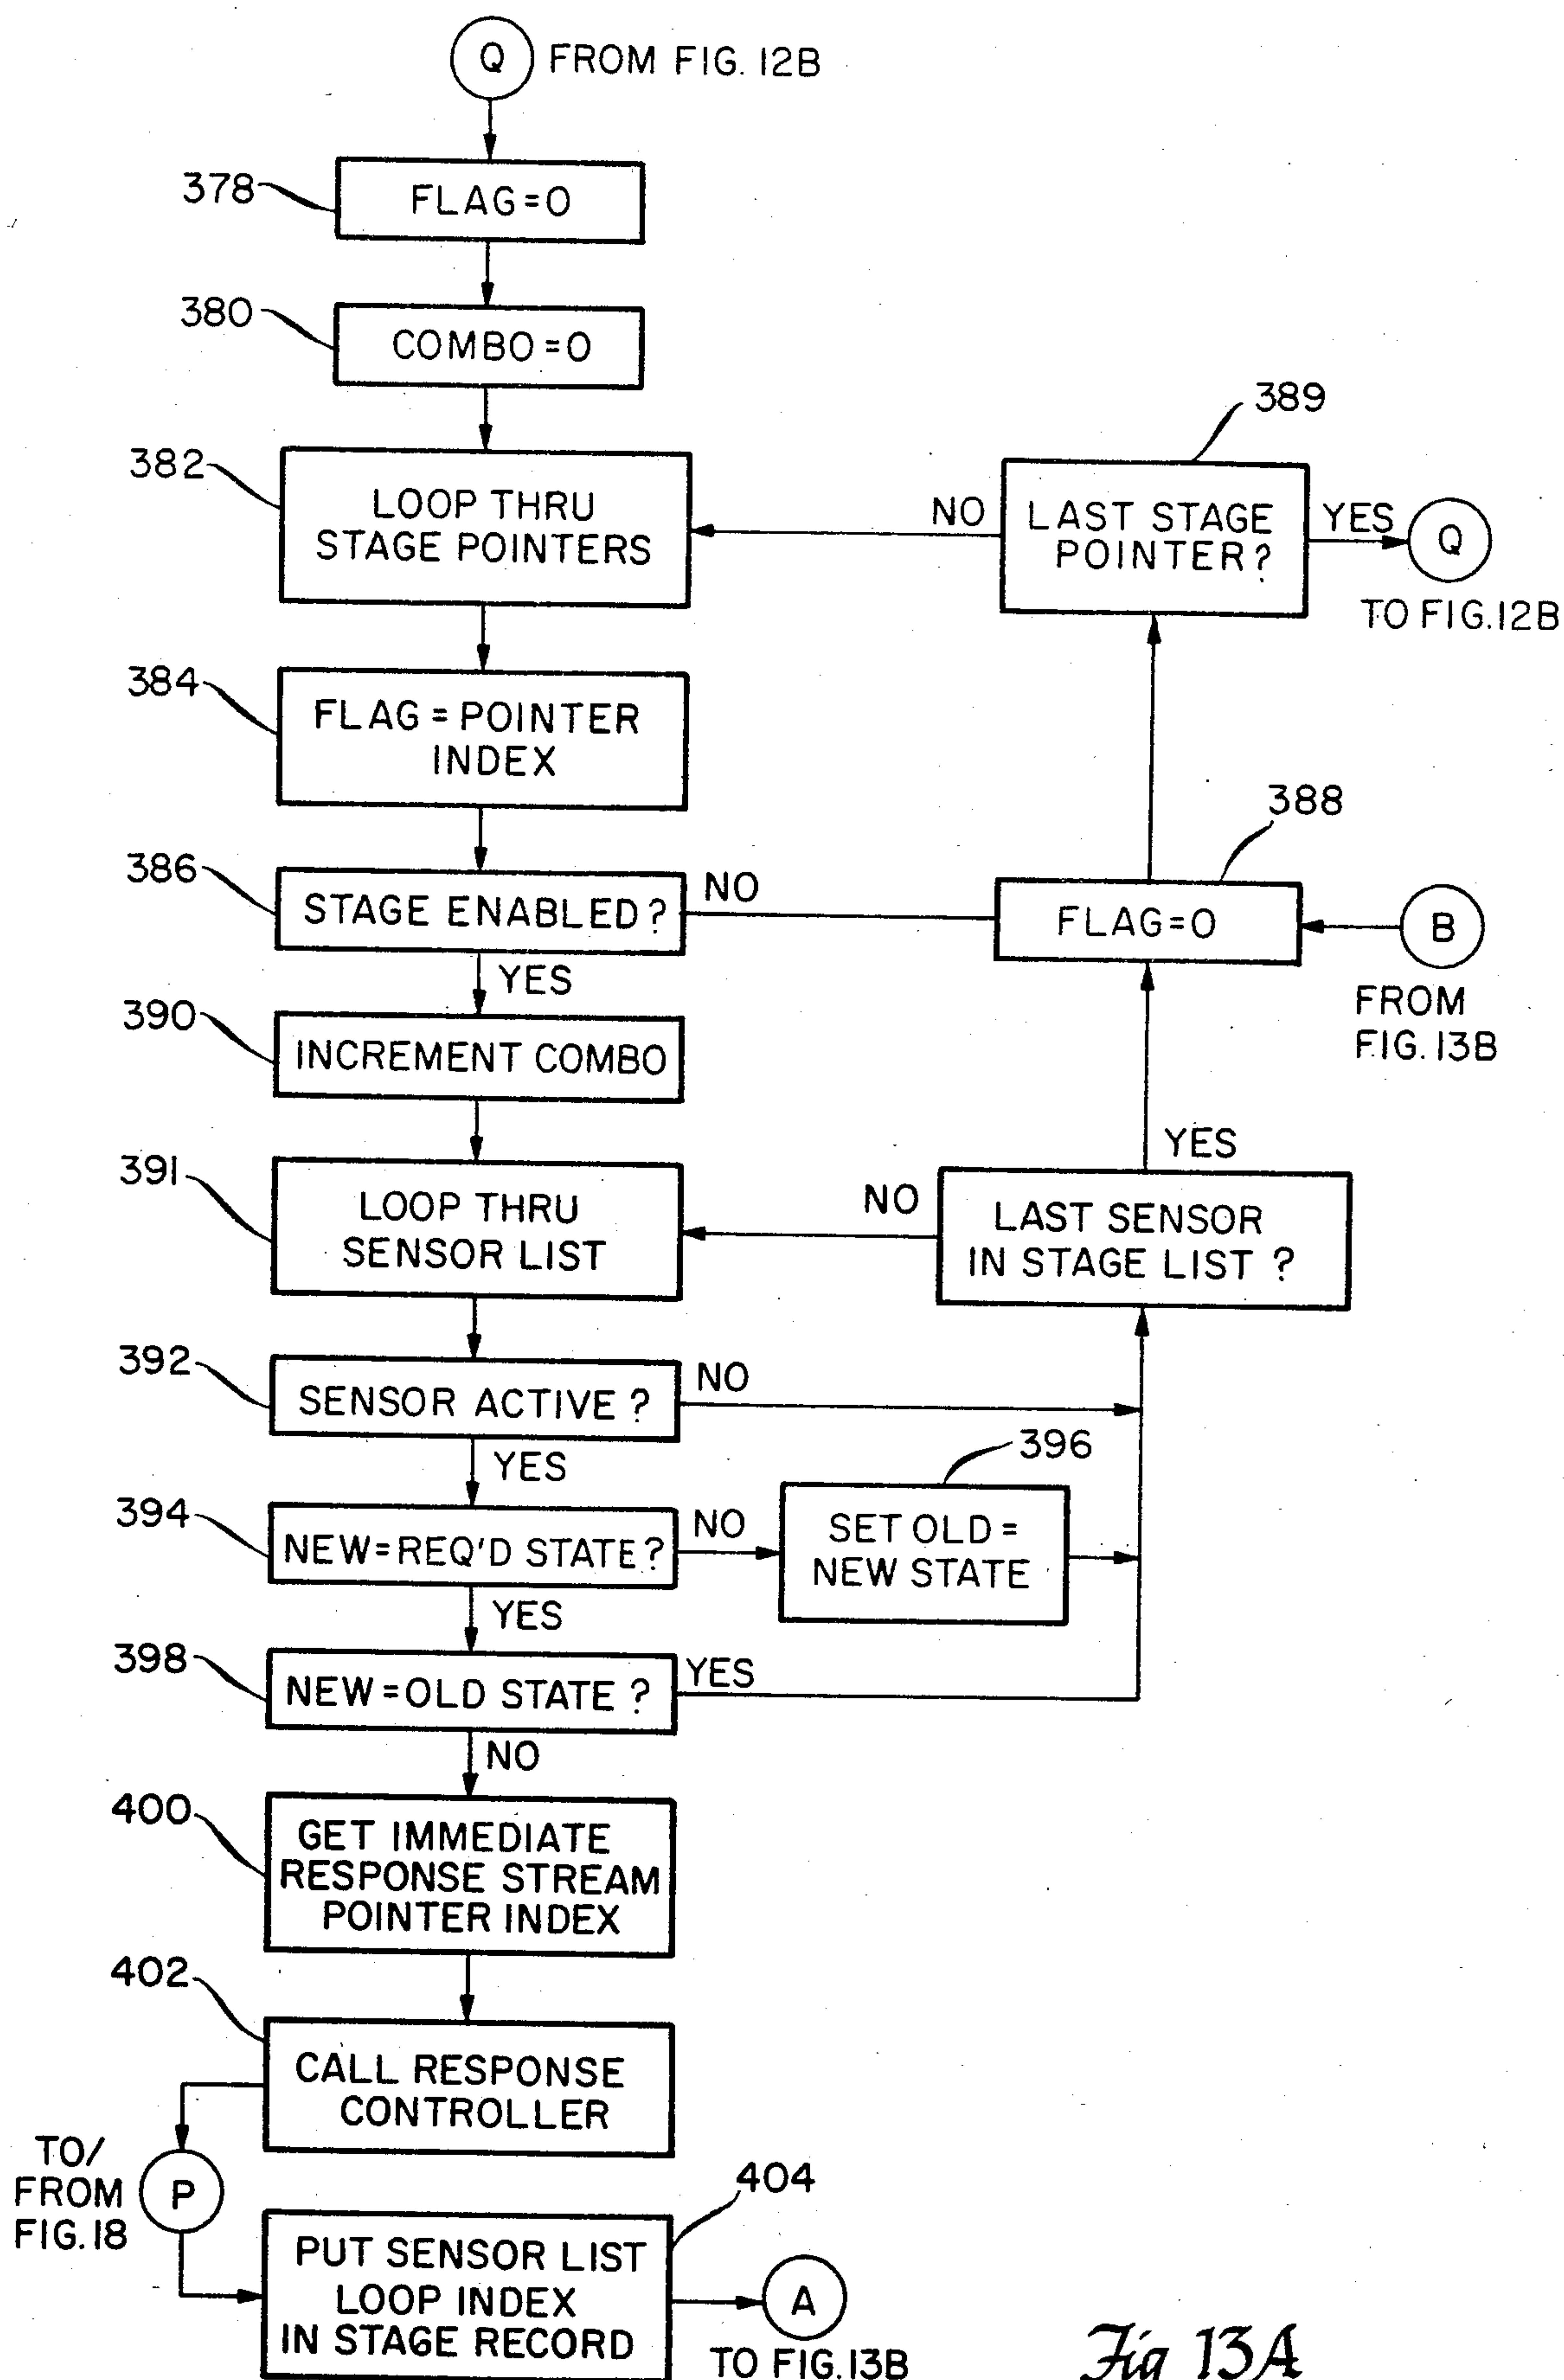 Q FROM FIG. 12B
378
FLAG=0
380
COMBO=0
389
382
LOOP THRU
STAGE POINTERS
NO
LAST STAGE
POINTER?
YES
Q
TO FIG.12B
384
FLAG=POINTER
INDEX
388
386
STAGE ENABLED?
NO
FLAG=0
B
FROM
FIG.13B
YES
390
INCREMENT COMBO
391
LOOP THRU
SENSOR LIST
NO
YES
LAST SENSOR
IN STAGE LIST ?
392
SENSOR ACTIVE ?
NO
YES
396
394
NEW=REQ'D STATE?
NO
SET OLD=
NEW STATE
YES
398
NEW=OLD STATE ?
YES
NO
400
GET IMMEDIATE
RESPONSE STREAM
POINTER INDEX
402
CALL RESPONSE
CONTROLLER
TO/
FROM
FIG.18
P
404
PUT SENSOR LIST
LOOP INDEX
IN STAGE RECORD
A
TO FIG.13B
Fig 13A